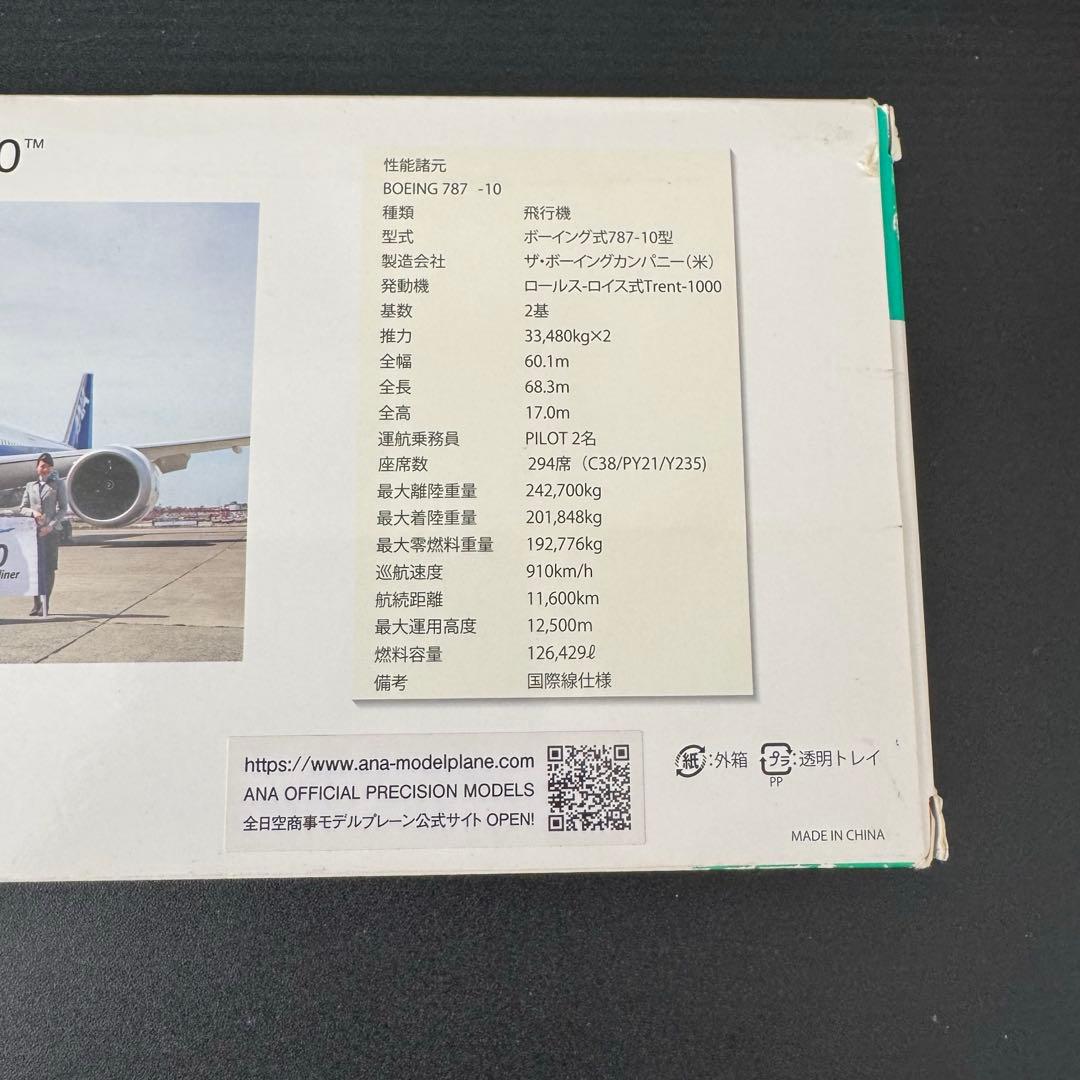 0™
性能諸元
BOEING 787 -10
種類 飛行機
型式 ボーイング式787-10型
製造会社 ザ・ボーイングカンパニー(米)
発動機 ロールス-ロイス式Trent-1000
基数 2基
推力 33,480kg×2
全幅 60.1m
全長 68.3m
全高 17.0m
運航乗務員 PILOT 2名
座席数 294席 (C38/PY21/Y235)
最大離陸重量 242,700kg
最大着陸重量 201,848kg
最大零燃料重量 192,776kg
巡航速度 910km/h
航続距離 11,600km
最大運用高度 12,500m
燃料容量 126,429ℓ
備考 国際線仕様
0
liner
https://www.ana-modelplane.com
ANA OFFICIAL PRECISION MODELS
全日空商事モデルプレーン公式サイト OPEN!
紙:外箱 プラ:透明トレイ
PP
MADE IN CHINA